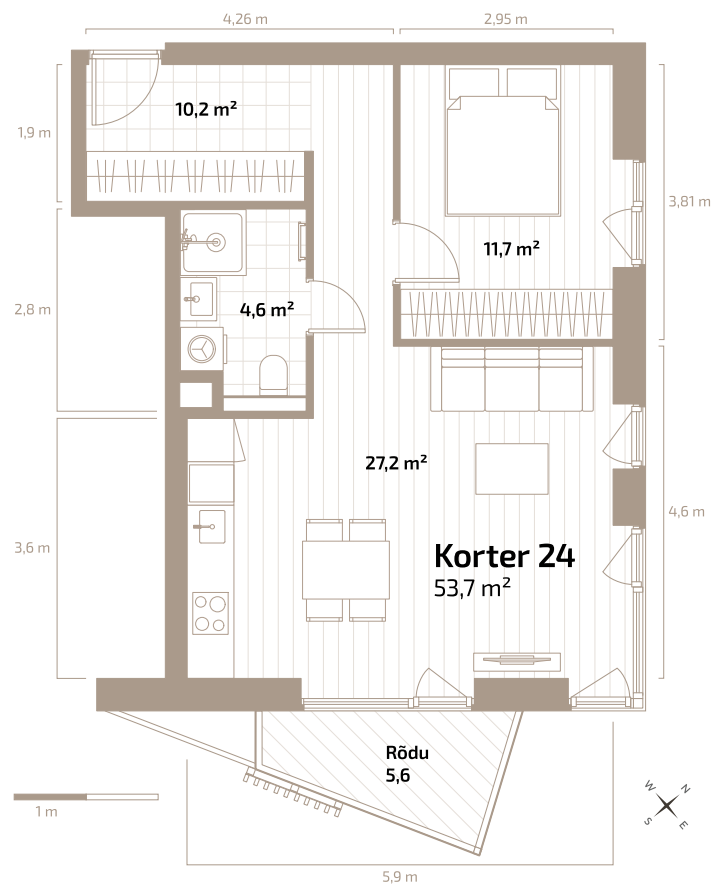 4,26 m
2,95 m
10,2 m²
1,9 m
3,81 m
11,7 m²
2,8 m
4,6 m²
27,2 m²
4,6 m
3,6 m
Korter 24
53,7 m²
Rõdu
5,6
1 m
W
N
S
E
5,9 m